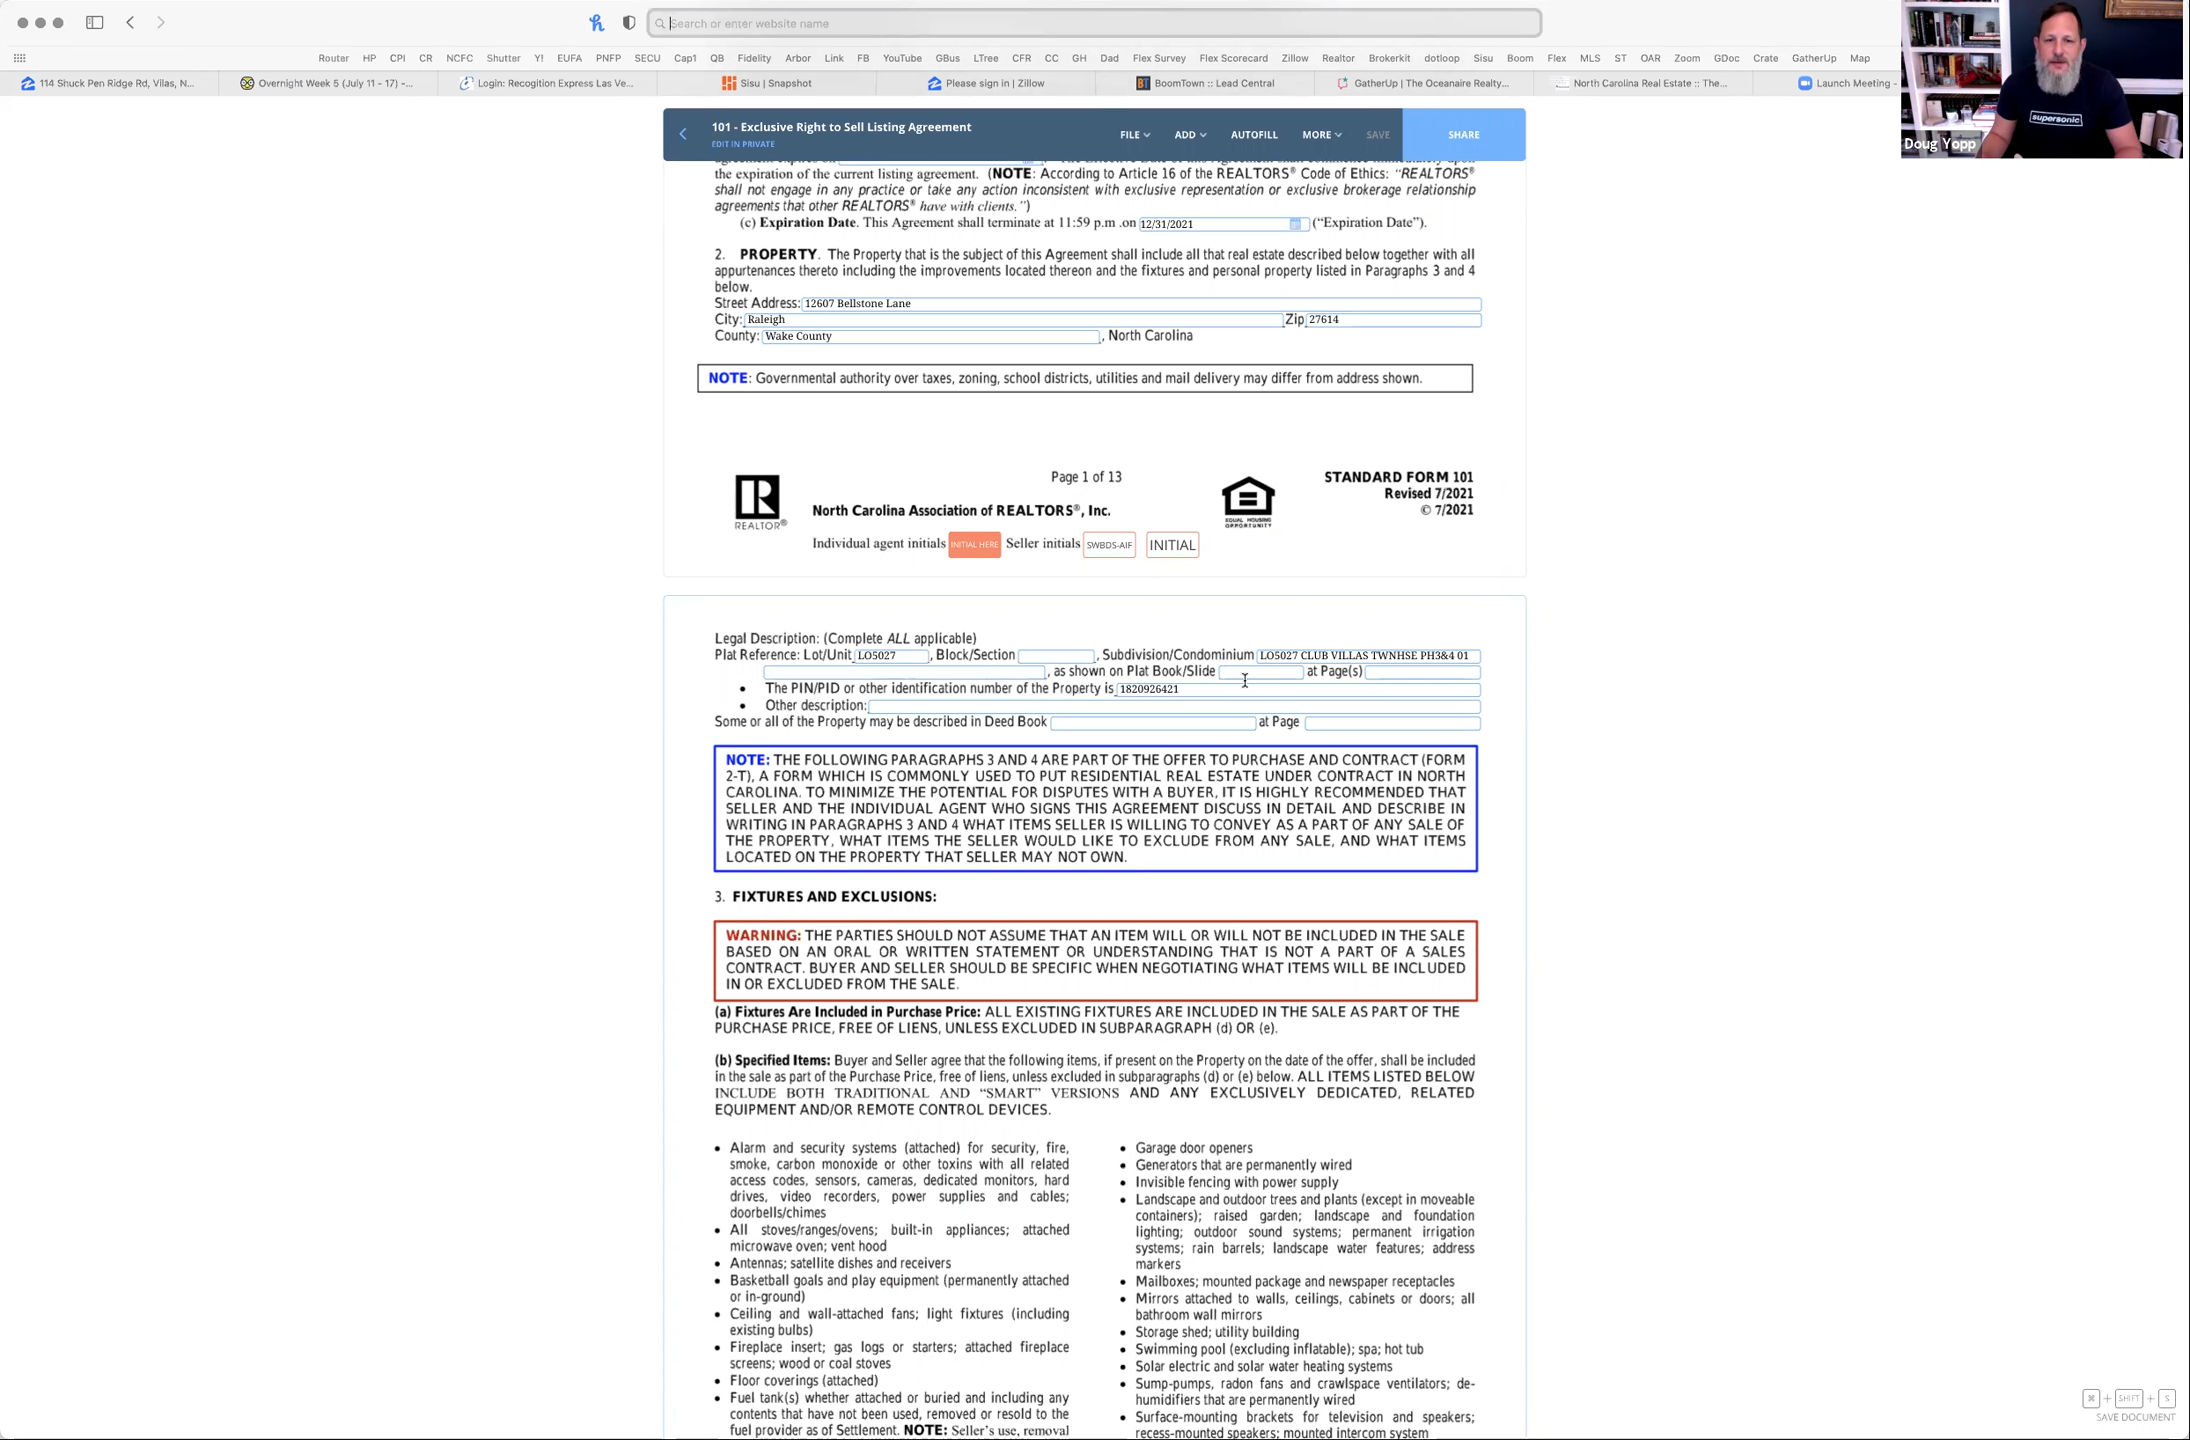 Search or enter website name
Router HP CPI CR NCFC Shutter Y! EUFA PNFP SECU Cap1 QB Fidelity Arbor Link FB YouTube GBus LTree CFR CC GH Dad Flex Survey Flex Scorecard Zillow Realtor Brokerkit dotloop Sisu Boom Flex MLS ST OAR Zoom GDoc Crate GatherUp Map
114 Shuck Pen Ridge Rd, Vilas, N... Overnight Week 5 (July 11 - 17) -... Login: Recogition Express Las Ve... Sisu | Snapshot Please sign in | Zillow BoomTown :: Lead Central GatherUp | The Oceanaire Realty... North Carolina Real Estate :: The... Launch Meeting -
supersonic
Doug Yopp
101 - Exclusive Right to Sell Listing Agreement
EDIT IN PRIVATE
FILE ADD AUTOFILL MORE SAVE SHARE
the expiration of the current listing agreement. (NOTE: According to Article 16 of the REALTORS® Code of Ethics: “REALTORS®
shall not engage in any practice or take any action inconsistent with exclusive representation or exclusive brokerage relationship
agreements that other REALTORS® have with clients.”)
(c) Expiration Date. This Agreement shall terminate at 11:59 p.m .on 12/31/2021 (“Expiration Date”).
2. PROPERTY. The Property that is the subject of this Agreement shall include all that real estate described below together with all
appurtenances thereto including the improvements located thereon and the fixtures and personal property listed in Paragraphs 3 and 4
below.
Street Address: 12607 Bellstone Lane
City: Raleigh Zip 27614
County: Wake County , North Carolina
NOTE: Governmental authority over taxes, zoning, school districts, utilities and mail delivery may differ from address shown.
Page 1 of 13
STANDARD FORM 101
Revised 7/2021
© 7/2021
REALTOR®
North Carolina Association of REALTORS®, Inc.
EQUAL HOUSING
OPPORTUNITY
Individual agent initials INITIAL HERE Seller initials SWBDS-AIF INITIAL
Legal Description: (Complete ALL applicable)
Plat Reference: Lot/Unit LO5027 , Block/Section , Subdivision/Condominium LO5027 CLUB VILLAS TWNHSE PH3&4 01
, as shown on Plat Book/Slide at Page(s)
• The PIN/PID or other identification number of the Property is 1820926421
• Other description:
Some or all of the Property may be described in Deed Book at Page
NOTE: THE FOLLOWING PARAGRAPHS 3 AND 4 ARE PART OF THE OFFER TO PURCHASE AND CONTRACT (FORM
2-T), A FORM WHICH IS COMMONLY USED TO PUT RESIDENTIAL REAL ESTATE UNDER CONTRACT IN NORTH
CAROLINA. TO MINIMIZE THE POTENTIAL FOR DISPUTES WITH A BUYER, IT IS HIGHLY RECOMMENDED THAT
SELLER AND THE INDIVIDUAL AGENT WHO SIGNS THIS AGREEMENT DISCUSS IN DETAIL AND DESCRIBE IN
WRITING IN PARAGRAPHS 3 AND 4 WHAT ITEMS SELLER IS WILLING TO CONVEY AS A PART OF ANY SALE OF
THE PROPERTY, WHAT ITEMS THE SELLER WOULD LIKE TO EXCLUDE FROM ANY SALE, AND WHAT ITEMS
LOCATED ON THE PROPERTY THAT SELLER MAY NOT OWN.
3. FIXTURES AND EXCLUSIONS:
WARNING: THE PARTIES SHOULD NOT ASSUME THAT AN ITEM WILL OR WILL NOT BE INCLUDED IN THE SALE
BASED ON AN ORAL OR WRITTEN STATEMENT OR UNDERSTANDING THAT IS NOT A PART OF A SALES
CONTRACT. BUYER AND SELLER SHOULD BE SPECIFIC WHEN NEGOTIATING WHAT ITEMS WILL BE INCLUDED
IN OR EXCLUDED FROM THE SALE.
(a) Fixtures Are Included in Purchase Price: ALL EXISTING FIXTURES ARE INCLUDED IN THE SALE AS PART OF THE
PURCHASE PRICE, FREE OF LIENS, UNLESS EXCLUDED IN SUBPARAGRAPH (d) OR (e).
(b) Specified Items: Buyer and Seller agree that the following items, if present on the Property on the date of the offer, shall be included
in the sale as part of the Purchase Price, free of liens, unless excluded in subparagraphs (d) or (e) below. ALL ITEMS LISTED BELOW
INCLUDE BOTH TRADITIONAL AND “SMART” VERSIONS AND ANY EXCLUSIVELY DEDICATED, RELATED
EQUIPMENT AND/OR REMOTE CONTROL DEVICES.
• Alarm and security systems (attached) for security, fire,
smoke, carbon monoxide or other toxins with all related
access codes, sensors, cameras, dedicated monitors, hard
drives, video recorders, power supplies and cables;
doorbells/chimes
• All stoves/ranges/ovens; built-in appliances; attached
microwave oven; vent hood
• Antennas; satellite dishes and receivers
• Basketball goals and play equipment (permanently attached
or in-ground)
• Ceiling and wall-attached fans; light fixtures (including
existing bulbs)
• Fireplace insert; gas logs or starters; attached fireplace
screens; wood or coal stoves
• Floor coverings (attached)
• Fuel tank(s) whether attached or buried and including any
contents that have not been used, removed or resold to the
fuel provider as of Settlement. NOTE: Seller’s use, removal
• Garage door openers
• Generators that are permanently wired
• Invisible fencing with power supply
• Landscape and outdoor trees and plants (except in moveable
containers); raised garden; landscape and foundation
lighting; outdoor sound systems; permanent irrigation
systems; rain barrels; landscape water features; address
markers
• Mailboxes; mounted package and newspaper receptacles
• Mirrors attached to walls, ceilings, cabinets or doors; all
bathroom wall mirrors
• Storage shed; utility building
• Swimming pool (excluding inflatable); spa; hot tub
• Solar electric and solar water heating systems
• Sump-pumps, radon fans and crawlspace ventilators; de-
humidifiers that are permanently wired
• Surface-mounting brackets for television and speakers;
recess-mounted speakers; mounted intercom system
⌘ + SHIFT + S
SAVE DOCUMENT